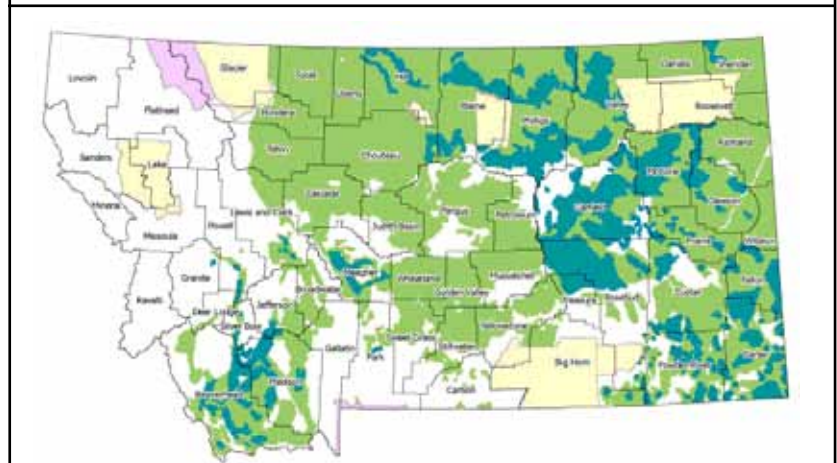 Lincoln
Flathead
Glacier
Toole
Liberty
Hill
Blaine
Phillips
Valley
Daniels
Sheridan
Roosevelt
Pondera
Teton
Chouteau
Sanders
Lake
Mineral
Missoula
Powell
Lewis and Clark
Cascade
Judith Basin
Fergus
Petroleum
Garfield
McCone
Richland
Dawson
Prairie
Wibaux
Fallon
Custer
Rosebud
Treasure
Musselshell
Golden Valley
Wheatland
Meagher
Broadwater
Jefferson
Granite
Ravalli
Deer Lodge
Silver Bow
Beaverhead
Madison
Gallatin
Park
Sweet Grass
Stillwater
Yellowstone
Carbon
Big Horn
Powder River
Carter